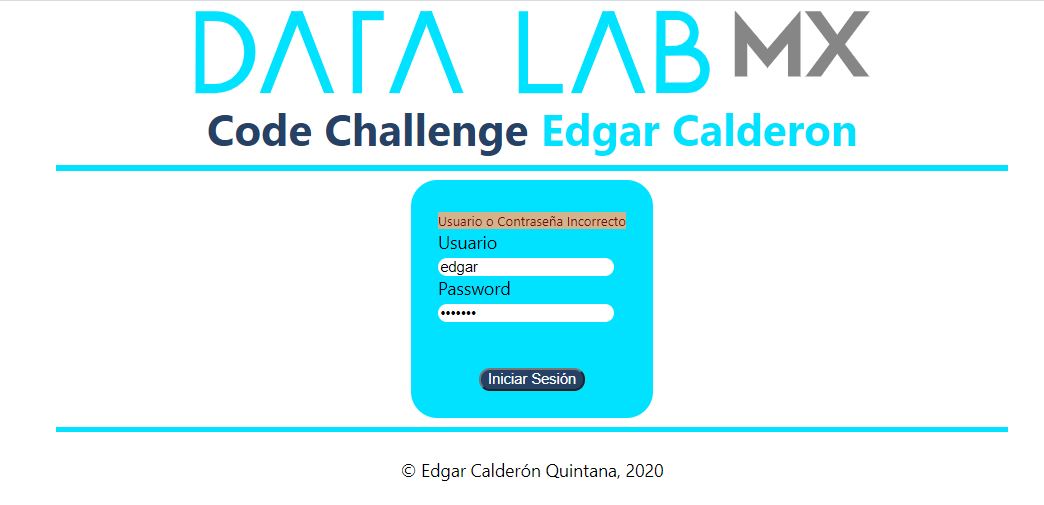 DATA LAB MX
Code Challenge Edgar Calderon
Usuario o Contraseña Incorrecto
Usuario
edgar
Password
•••••••
Iniciar Sesión
© Edgar Calderón Quintana, 2020